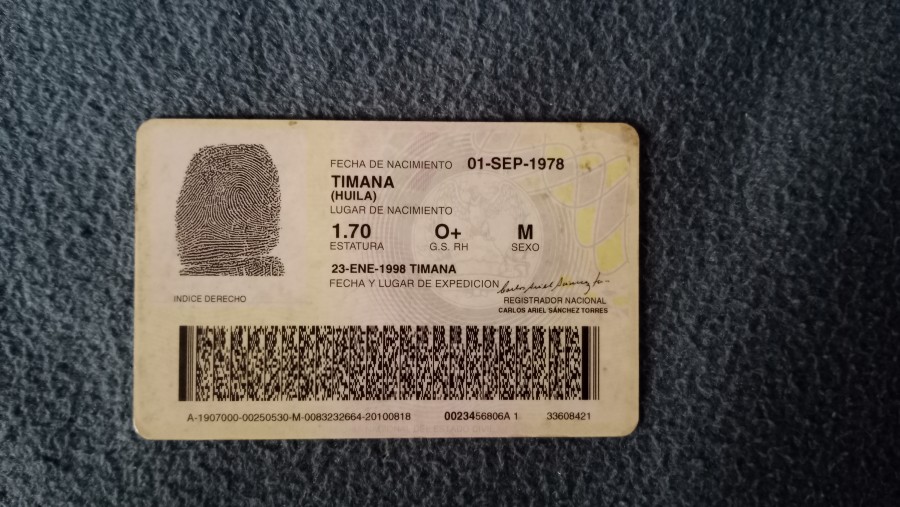 FECHA DE NACIMIENTO 01-SEP-1978
TIMANA
(HUILA)
LUGAR DE NACIMIENTO
1.70 O+ M
ESTATURA G.S. RH SEXO
23-ENE-1998 TIMANA
FECHA Y LUGAR DE EXPEDICION
INDICE DERECHO
REGISTRADOR NACIONAL
CARLOS ARIEL SÁNCHEZ TORRES
A-1907000-00250530-M-0083232664-20100818 0023456806A 1 33608421